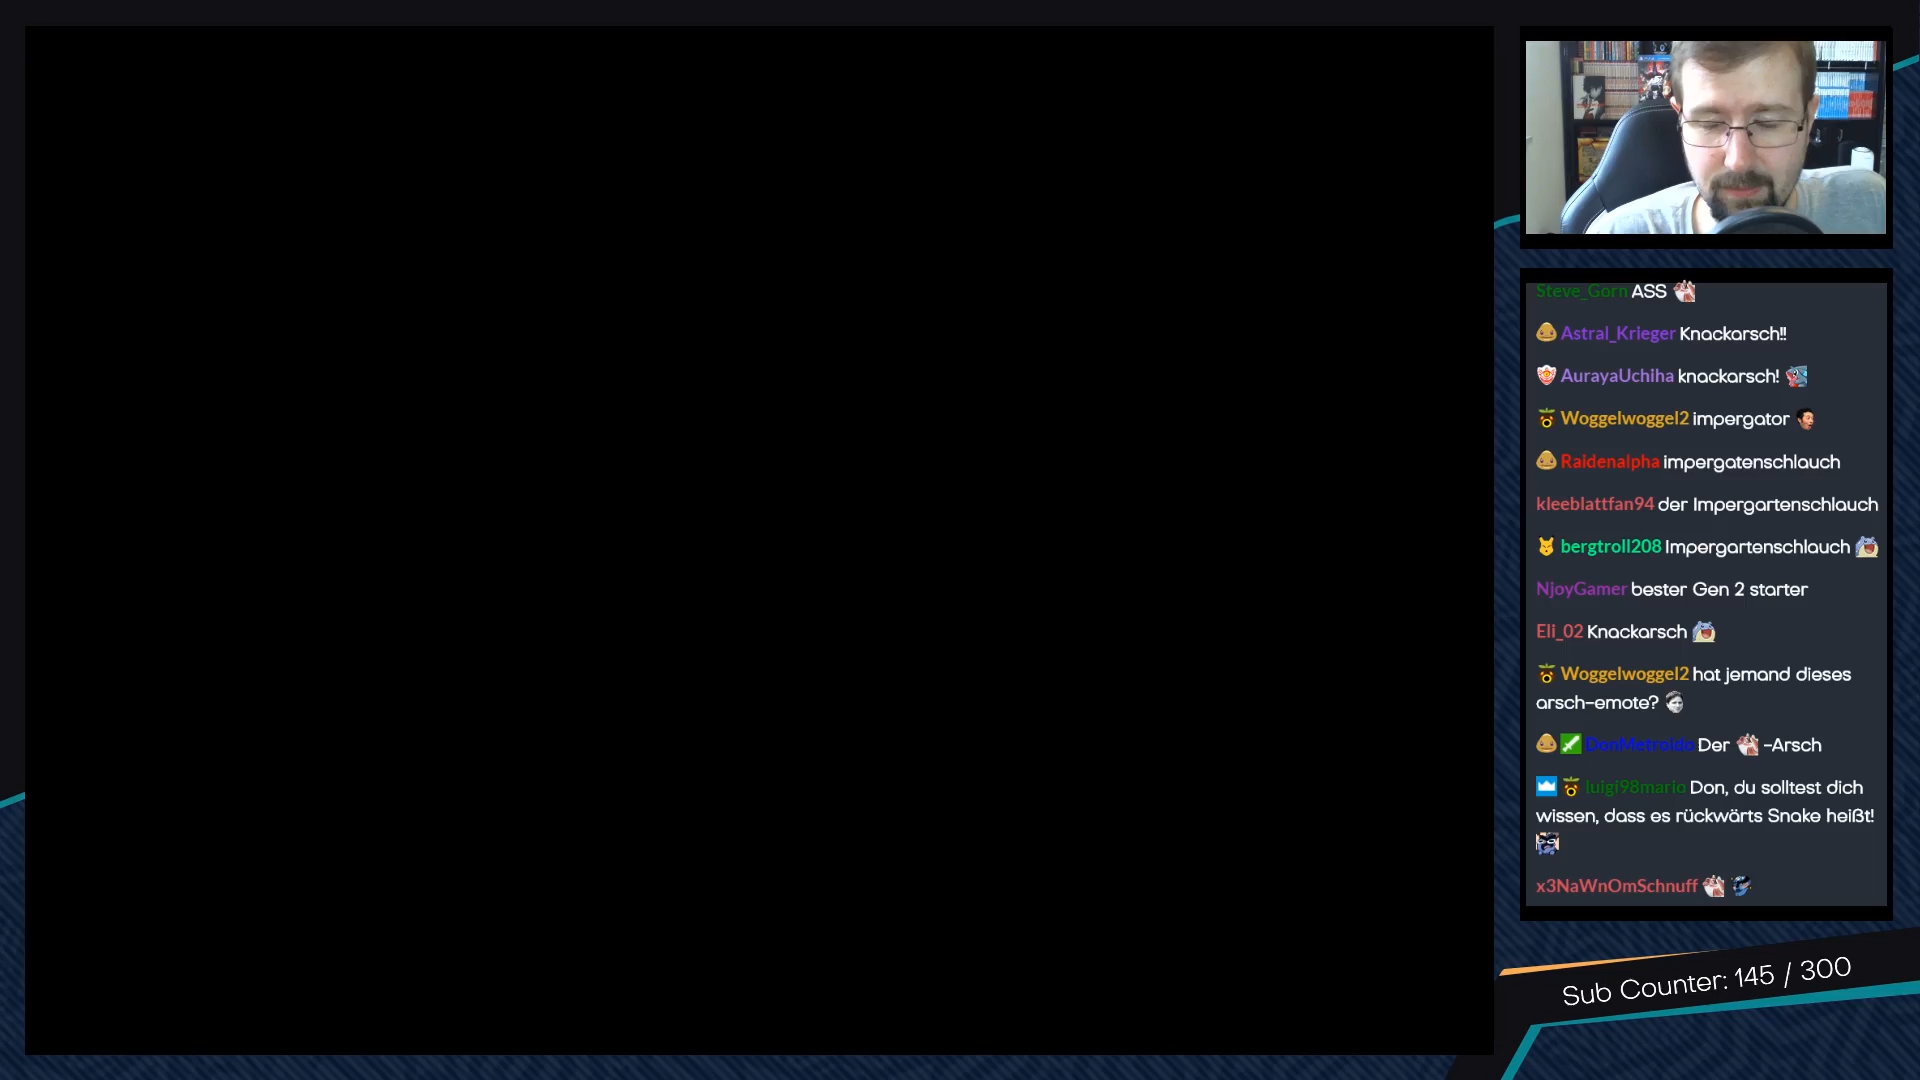 Steve_Gorn ASS
Astral_Krieger Knackarsch!!
AurayaUchiha knackarsch!
Woggelwoggel2 impergator
Raidenalpha impergatenschlauch
kleeblattfan94 der Impergartenschlauch
bergtroll208 Impergartenschlauch
NjoyGamer bester Gen 2 starter
Eli_02 Knackarsch
Woggelwoggel2 hat jemand dieses
arsch-emote?
DonMetroido Der -Arsch
luigi98mario Don, du solltest dich
wissen, dass es rückwärts Snake heißt!
x3NaWnOmSchnuff
Sub Counter: 145 / 300